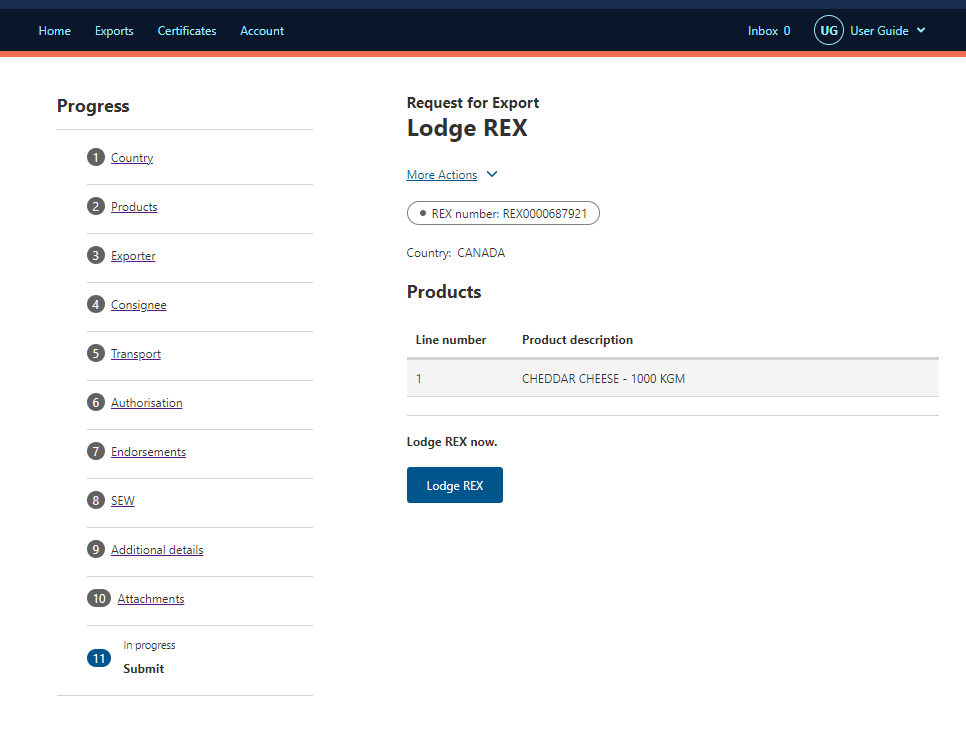 Home Exports Certificates Account Inbox 0 UG User Guide
Progress
1 Country
2 Products
3 Exporter
4 Consignee
5 Transport
6 Authorisation
7 Endorsements
8 SEW
9 Additional details
10 Attachments
11 In progress
Submit
Request for Export
Lodge REX
More Actions
REX number: REX0000687921
Country: CANADA
Products
Line number Product description
1 CHEDDAR CHEESE - 1000 KGM
Lodge REX now.
Lodge REX